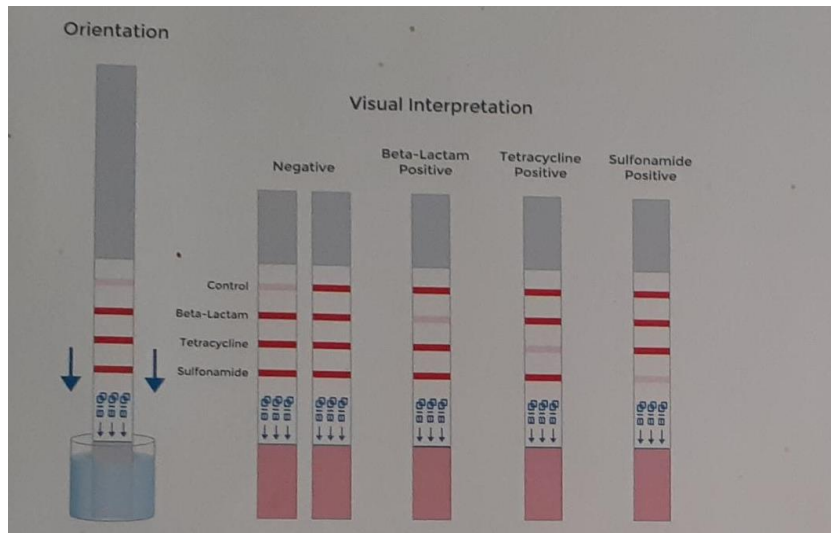 Orientation
Visual Interpretation
Negative
Beta-Lactam
Positive
Tetracycline
Positive
Sulfonamide
Positive
Control
Beta-Lactam
Tetracycline
Sulfonamide